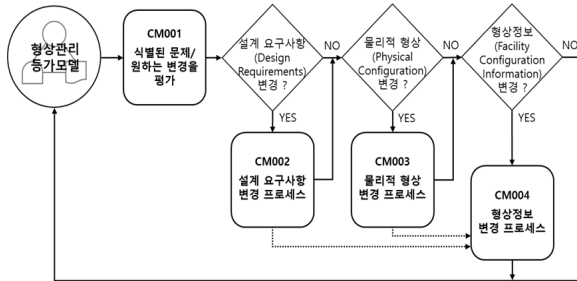 형상관리
등가모델
CM001
식별된 문제/
원하는 변경을
평가
설계 요구사항
(Design
Requirements)
변경 ?
NO
YES
CM002
설계 요구사항
변경 프로세스
물리적 형상
(Physical
Configuration)
변경 ?
NO
YES
CM003
물리적 형상
변경 프로세스
형상정보
(Facility
Configuration
Information)
변경 ?
NO
YES
CM004
형상정보
변경 프로세스